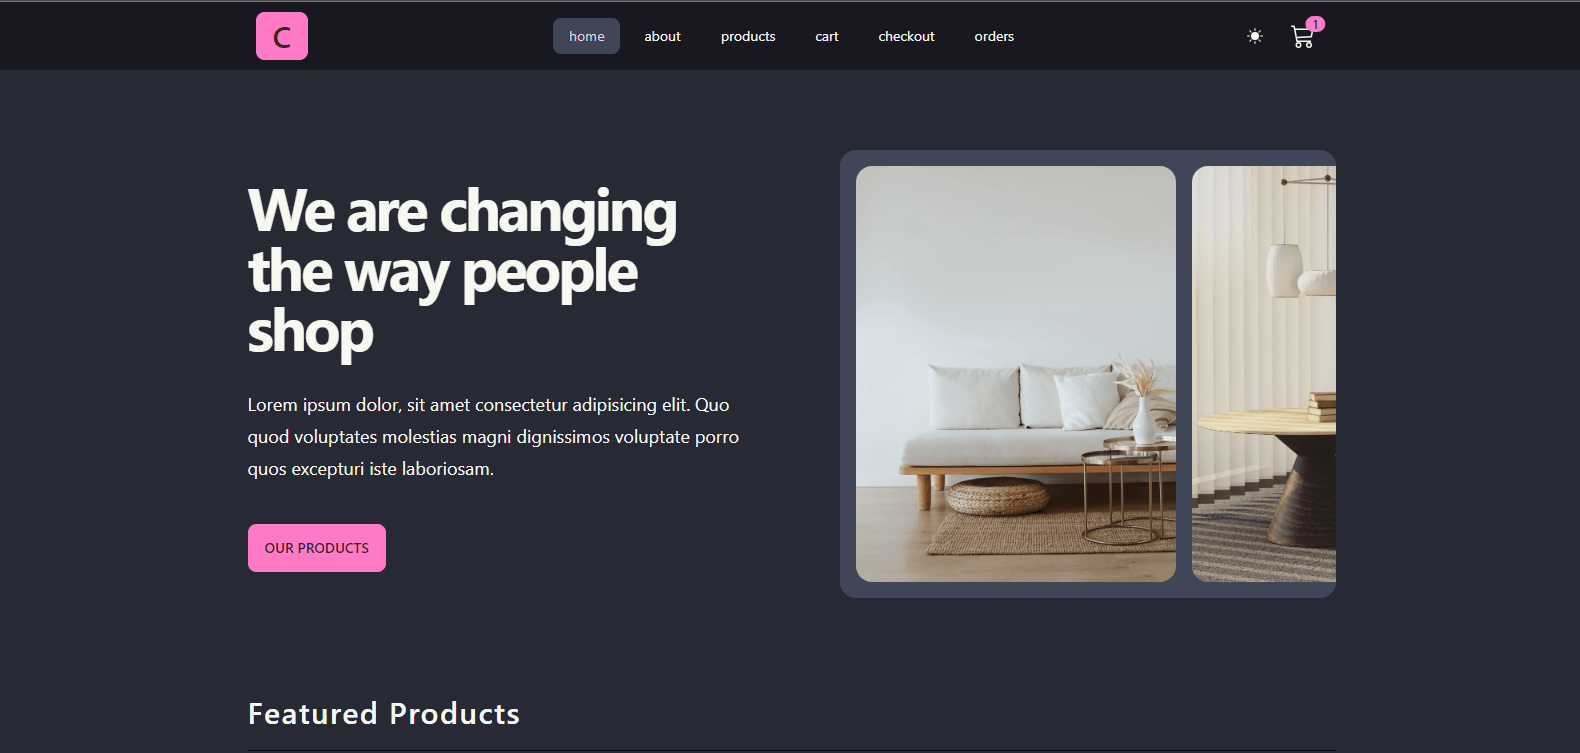 C
home about products cart checkout orders
1
We are changing
the way people
shop
Lorem ipsum dolor, sit amet consectetur adipisicing elit. Quo
quod voluptates molestias magni dignissimos voluptate porro
quos excepturi iste laboriosam.
OUR PRODUCTS
Featured Products